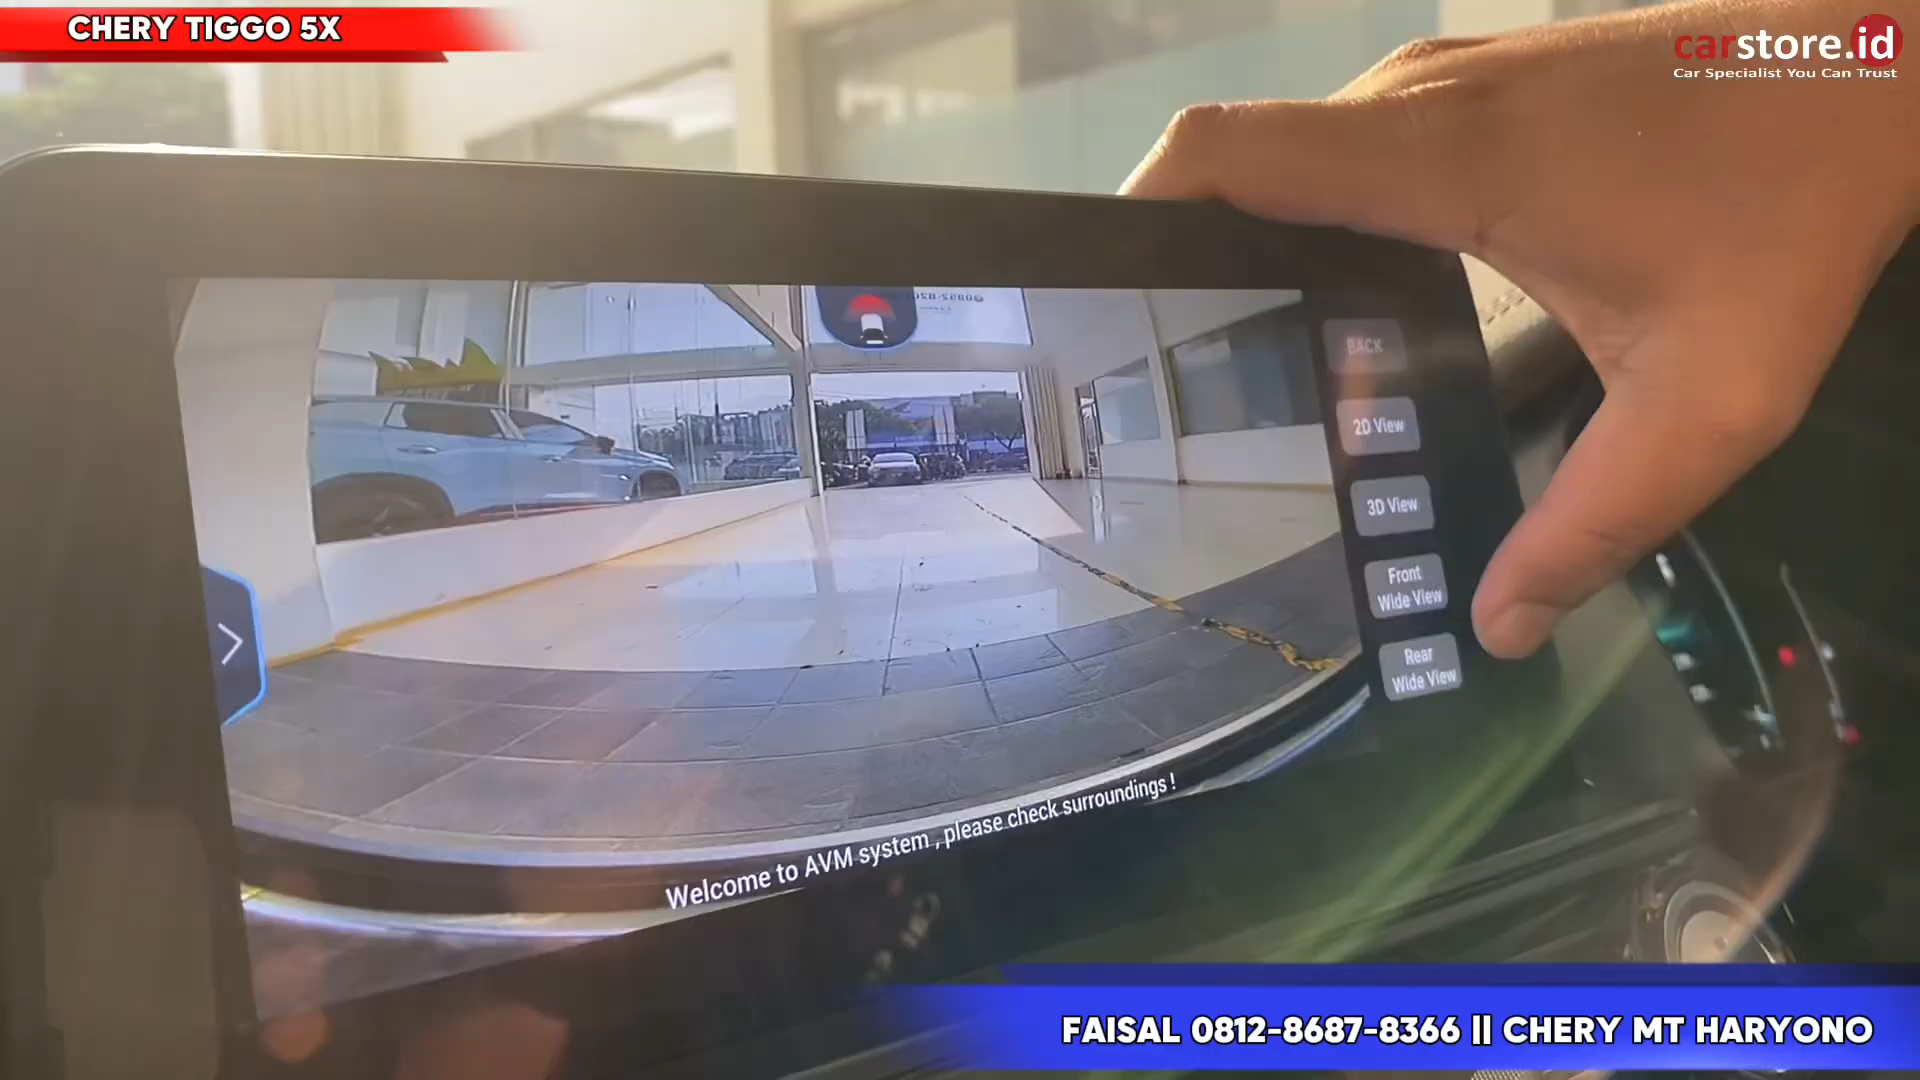 CHERY TIGGO 5X
carstore.id
Car Specialist You Can Trust
BACK
2D View
3D View
Front
Wide View
Rear
Wide View
Welcome to AVM system , please check surroundings !
FAISAL 0812-8687-8366 || CHERY MT HARYONO